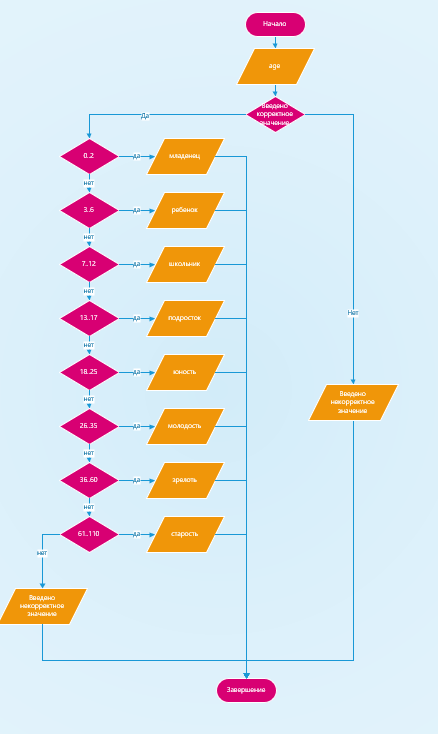 Начало
age
Введено
корректное
значение
Да
0..2
да
младенец
нет
3..6
да
ребенок
нет
7..12
да
школьник
нет
13..17
да
подросток
Нет
нет
18..25
да
юность
нет
Введено
некорректное
значение
26..35
да
молодость
нет
36..60
да
зрелоть
нет
61..110
да
старость
нет
Введено
некорректное
значение
Завершение